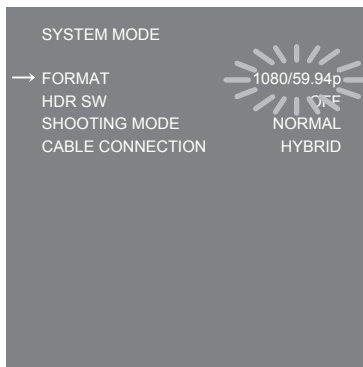 SYSTEM MODE
→ FORMAT 1080/59.94p
HDR SW OFF
SHOOTING MODE NORMAL
CABLE CONNECTION HYBRID